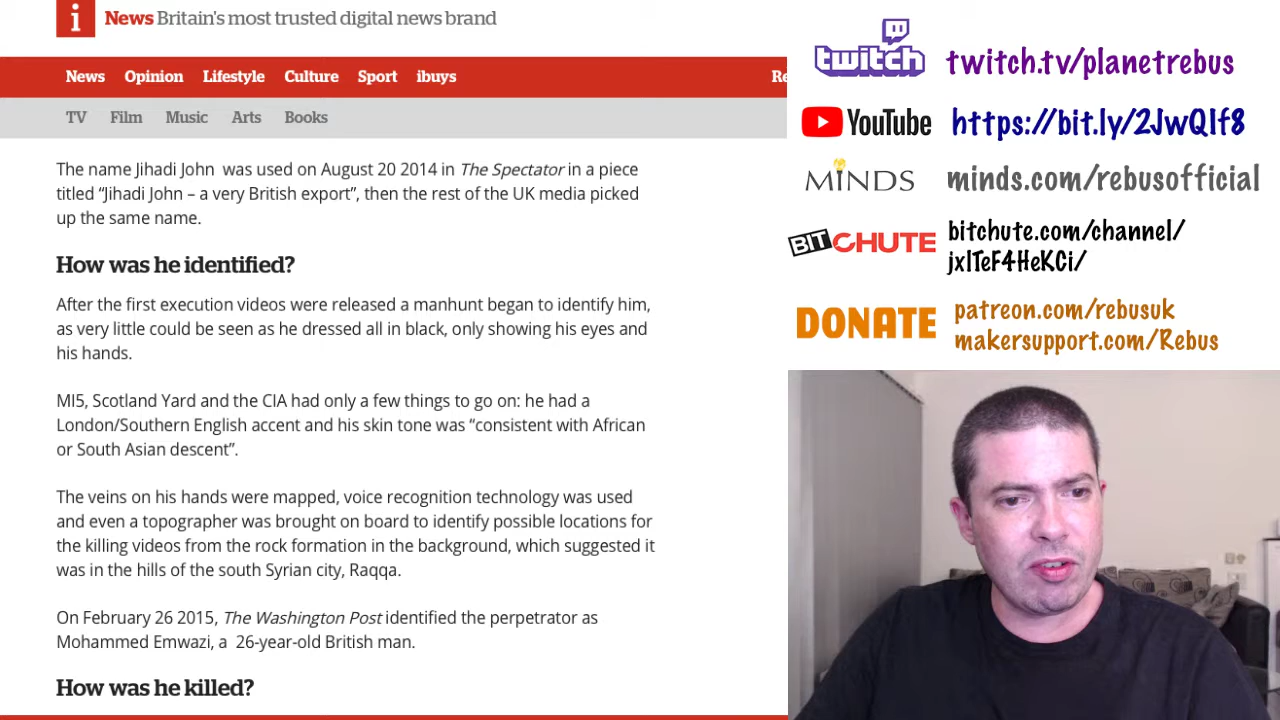 i News Britain's most trusted digital news brand
News Opinion Lifestyle Culture Sport ibuys
TV Film Music Arts Books
The name Jihadi John was used on August 20 2014 in The Spectator in a piece
titled “Jihadi John – a very British export”, then the rest of the UK media picked
up the same name.
How was he identified?
After the first execution videos were released a manhunt began to identify him,
as very little could be seen as he dressed all in black, only showing his eyes and
his hands.
MI5, Scotland Yard and the CIA had only a few things to go on: he had a
London/Southern English accent and his skin tone was “consistent with African
or South Asian descent”.
The veins on his hands were mapped, voice recognition technology was used
and even a topographer was brought on board to identify possible locations for
the killing videos from the rock formation in the background, which suggested it
was in the hills of the south Syrian city, Raqqa.
On February 26 2015, The Washington Post identified the perpetrator as
Mohammed Emwazi, a 26-year-old British man.
How was he killed?
twitch twitch.tv/planetrebus
YouTube https://bit.ly/2JwQIf8
MINDS minds.com/rebusofficial
BITCHUTE bitchute.com/channel/
jxITeF4HeKCi/
DONATE patreon.com/rebusuk
makersupport.com/Rebus